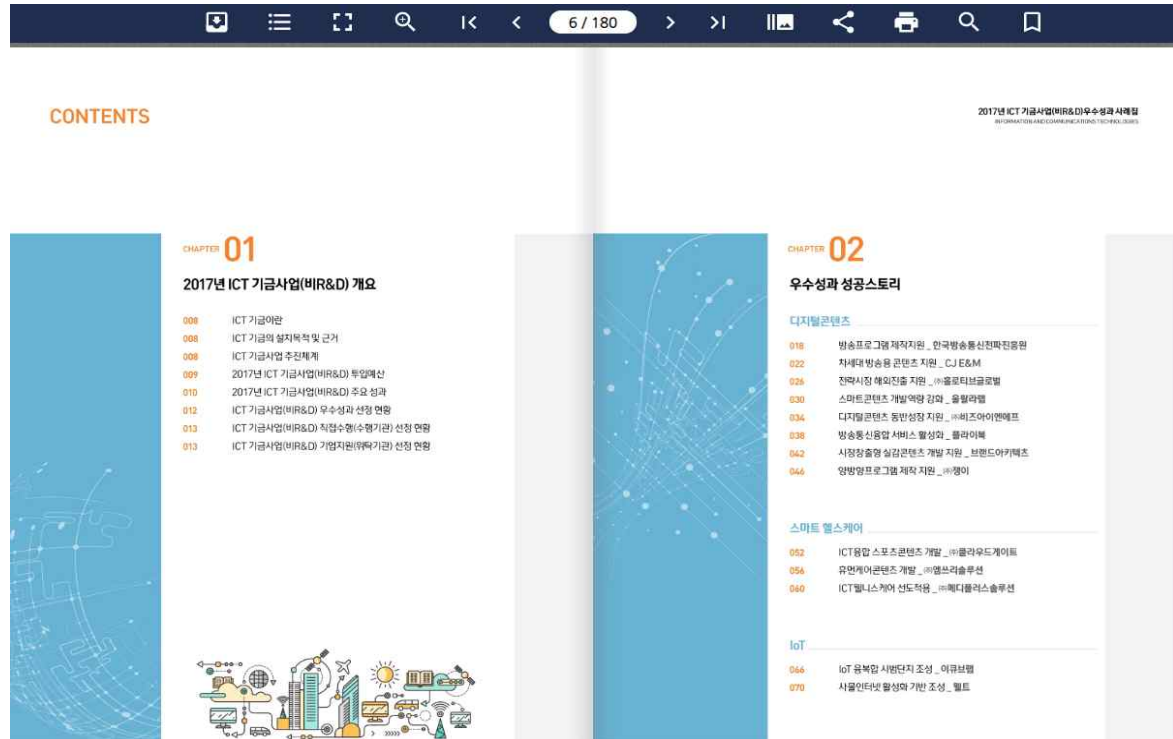 6 / 180
CONTENTS
2017년 ICT 기금사업(비R&D)우수성과 사례집
INFORMATION AND COMMUNICATIONS TECHNOLOGIES
CHAPTER 01
2017년 ICT 기금사업(비R&D) 개요
008 ICT 기금이란
008 ICT 기금의 설치목적 및 근거
008 ICT 기금사업 추진체계
009 2017년 ICT 기금사업(비R&D) 투입예산
010 2017년 ICT 기금사업(비R&D) 주요 성과
012 ICT 기금사업(비R&D) 우수성과 선정 현황
013 ICT 기금사업(비R&D) 직접수행(수행기관) 선정 현황
013 ICT 기금사업(비R&D) 기업지원(위탁기관) 선정 현황
CHAPTER 02
우수성과 성공스토리
디지털콘텐츠
018 방송프로그램 제작지원 _ 한국방송통신전파진흥원
022 차세대 방송용 콘텐츠 지원 _ CJ E&M
026 전략시장 해외진출 지원 _ ㈜홀로티브글로벌
030 스마트콘텐츠 개발역량 강화 _ 울랄라랩
034 디지털콘텐츠 동반성장 지원 _ ㈜비즈아이엔에프
038 방송통신융합 서비스 활성화 _ 플라이북
042 시장창출형 실감콘텐츠 개발 지원 _ 브랜드아키텍츠
046 양방향프로그램 제작 지원 _ ㈜쟁이
스마트 헬스케어
052 ICT융합 스포츠콘텐츠 개발 _ ㈜클라우드게이트
056 휴먼케어콘텐츠 개발 _ ㈜엠쓰리솔루션
060 ICT웰니스케어 선도적용 _ ㈜메디플러스솔루션
IoT
066 IoT 융복합 시범단지 조성 _ 이큐브랩
070 사물인터넷 활성화 기반 조성 _ 웰트